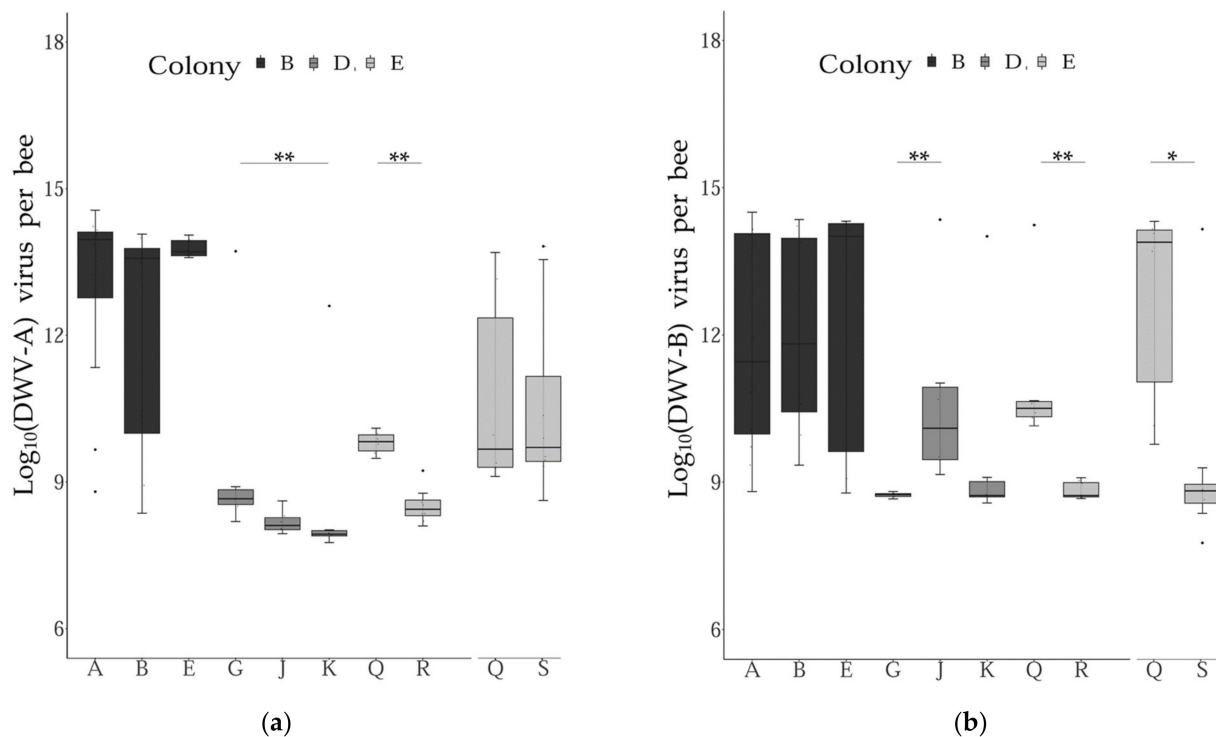 Colony B D, E
Log₁₀(DWV-A) virus per bee
18
15
12
9
6
** **
A B E G J K Q R Q S
(a)
Colony B D, E
Log₁₀(DWV-B) virus per bee
18
15
12
9
6
** ** *
A B E G J K Q R Q S
(b)